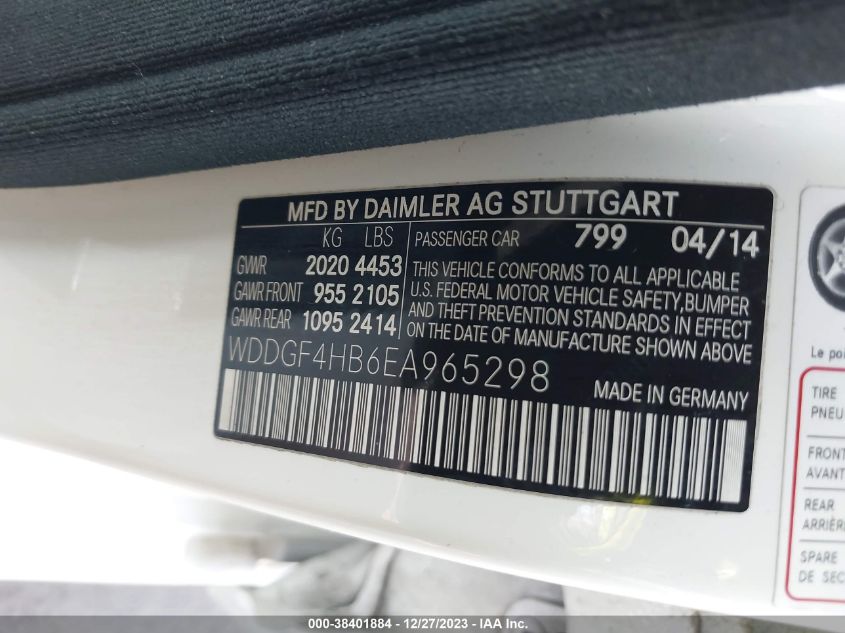 MFD BY DAIMLER AG STUTTGART
KG LBS
GVWR 2020 4453
GAWR FRONT 955 2105
GAWR REAR 1095 2414
PASSENGER CAR 799 04/14
THIS VEHICLE CONFORMS TO ALL APPLICABLE
U.S. FEDERAL MOTOR VEHICLE SAFETY, BUMPER
AND THEFT PREVENTION STANDARDS IN EFFECT
ON THE DATE OF MANUFACTURE SHOWN ABOVE
WDDGF4HB6EA965298
MADE IN GERMANY
Le po
TIRE
PNEU
FRONT
AVANT
REAR
ARRIÈRE
SPARE
DE SEC
000-38401884 - 12/27/2023 - IAA Inc.